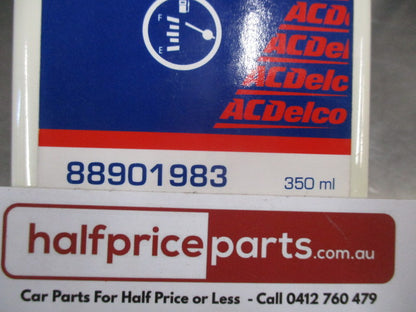 F
E
ACDelco
ACDelco
ACDelco
ACDelco
88901983 350 ml
halfpriceparts.com.au
Car Parts For Half Price or Less - Call 0412 760 479